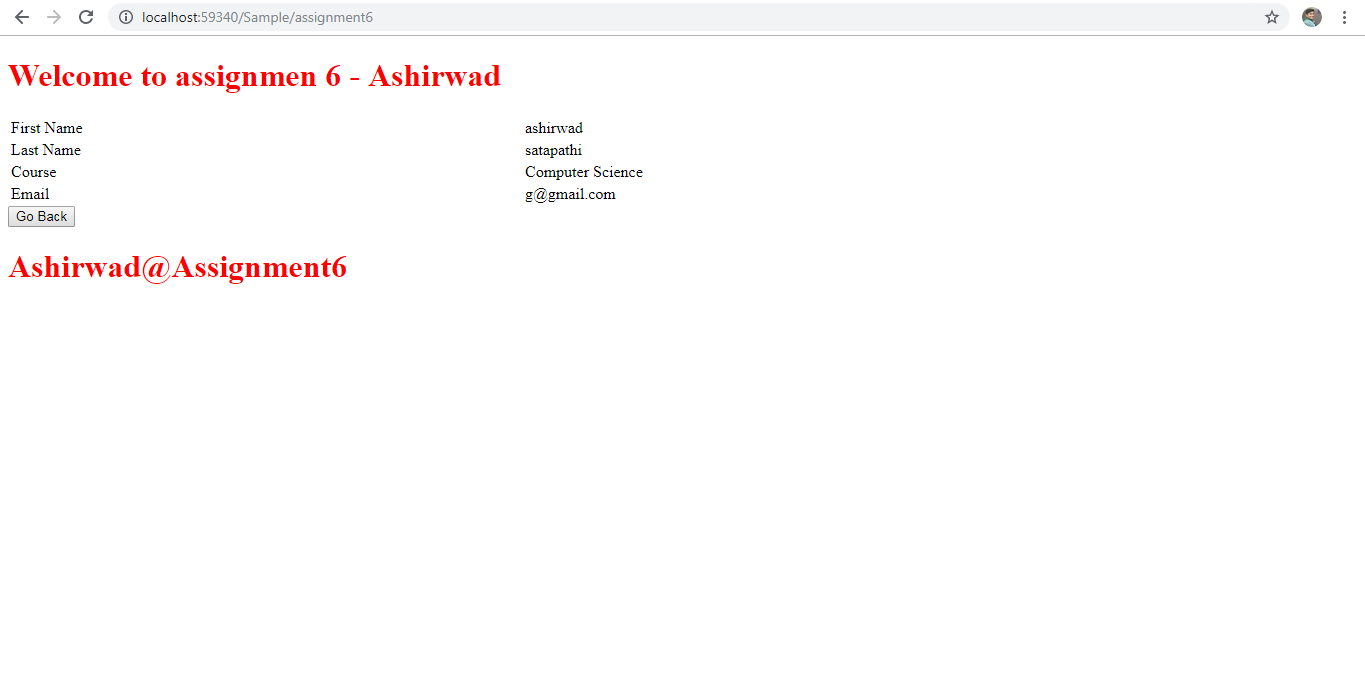 localhost:59340/Sample/assignment6
Welcome to assignmen 6 - Ashirwad
First Name ashirwad
Last Name satapathi
Course Computer Science
Email g@gmail.com
Go Back
Ashirwad@Assignment6